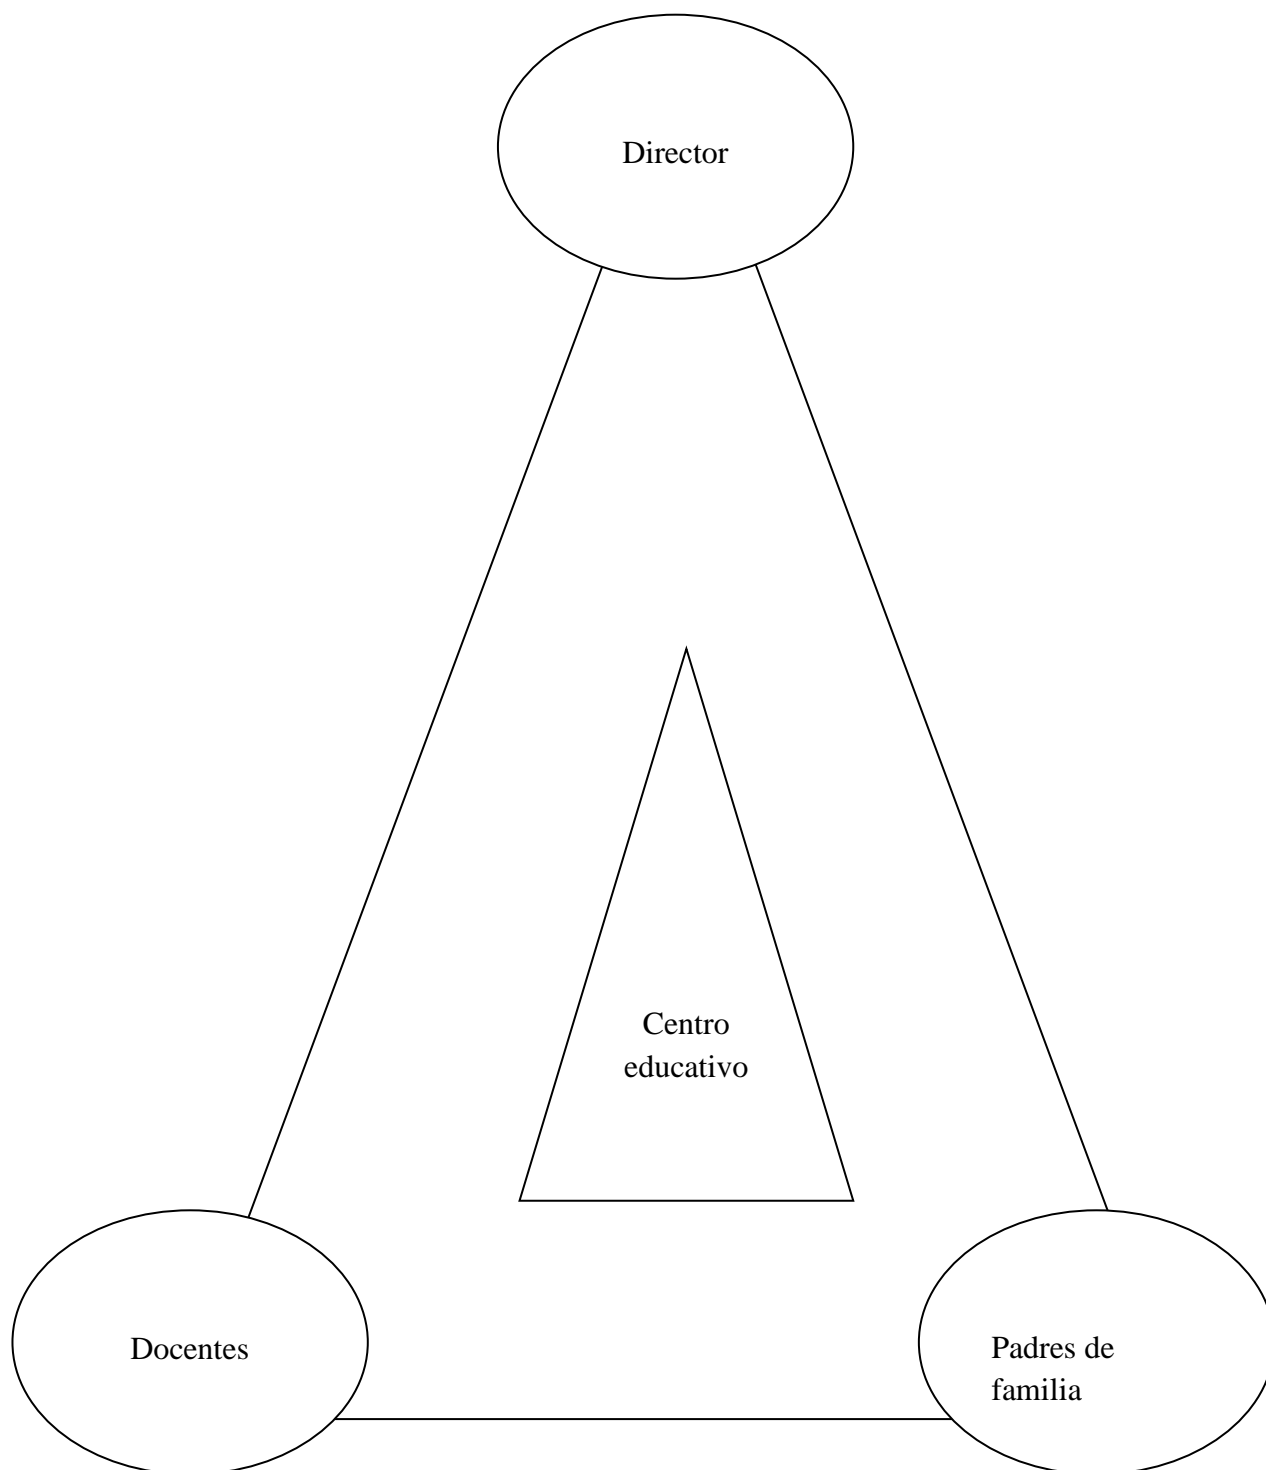 Director
Centro
educativo
Docentes
Padres de
familia